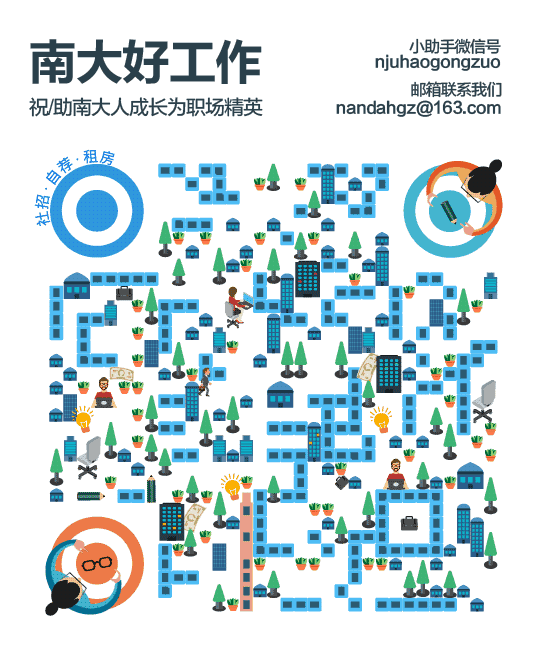 南大好工作
祝/助南大人成长为职场精英
小助手微信号
njuhaogongzuo
邮箱联系我们
nandahgz@163.com
社招·自荐·租房